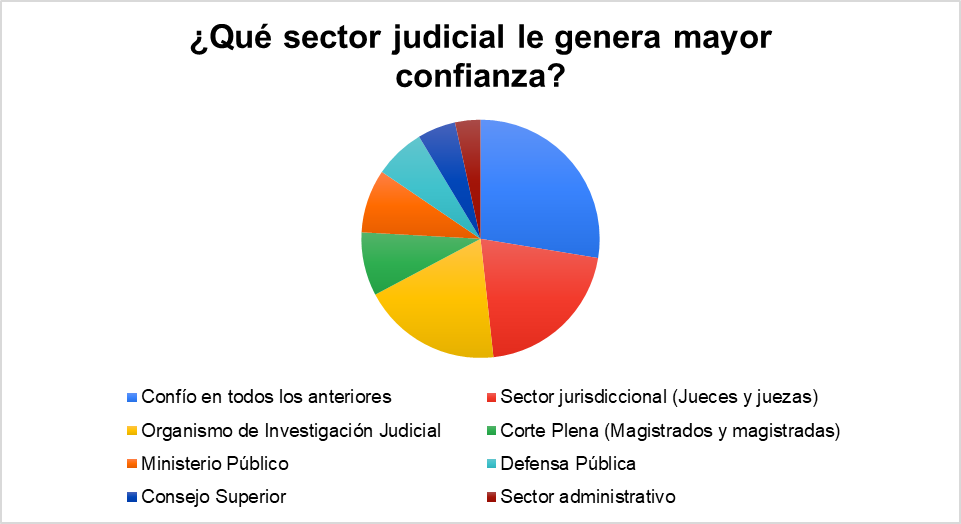 ¿Qué sector judicial le genera mayor
confianza?
Confío en todos los anteriores
Sector jurisdiccional (Jueces y juezas)
Organismo de Investigación Judicial
Corte Plena (Magistrados y magistradas)
Ministerio Público
Defensa Pública
Consejo Superior
Sector administrativo